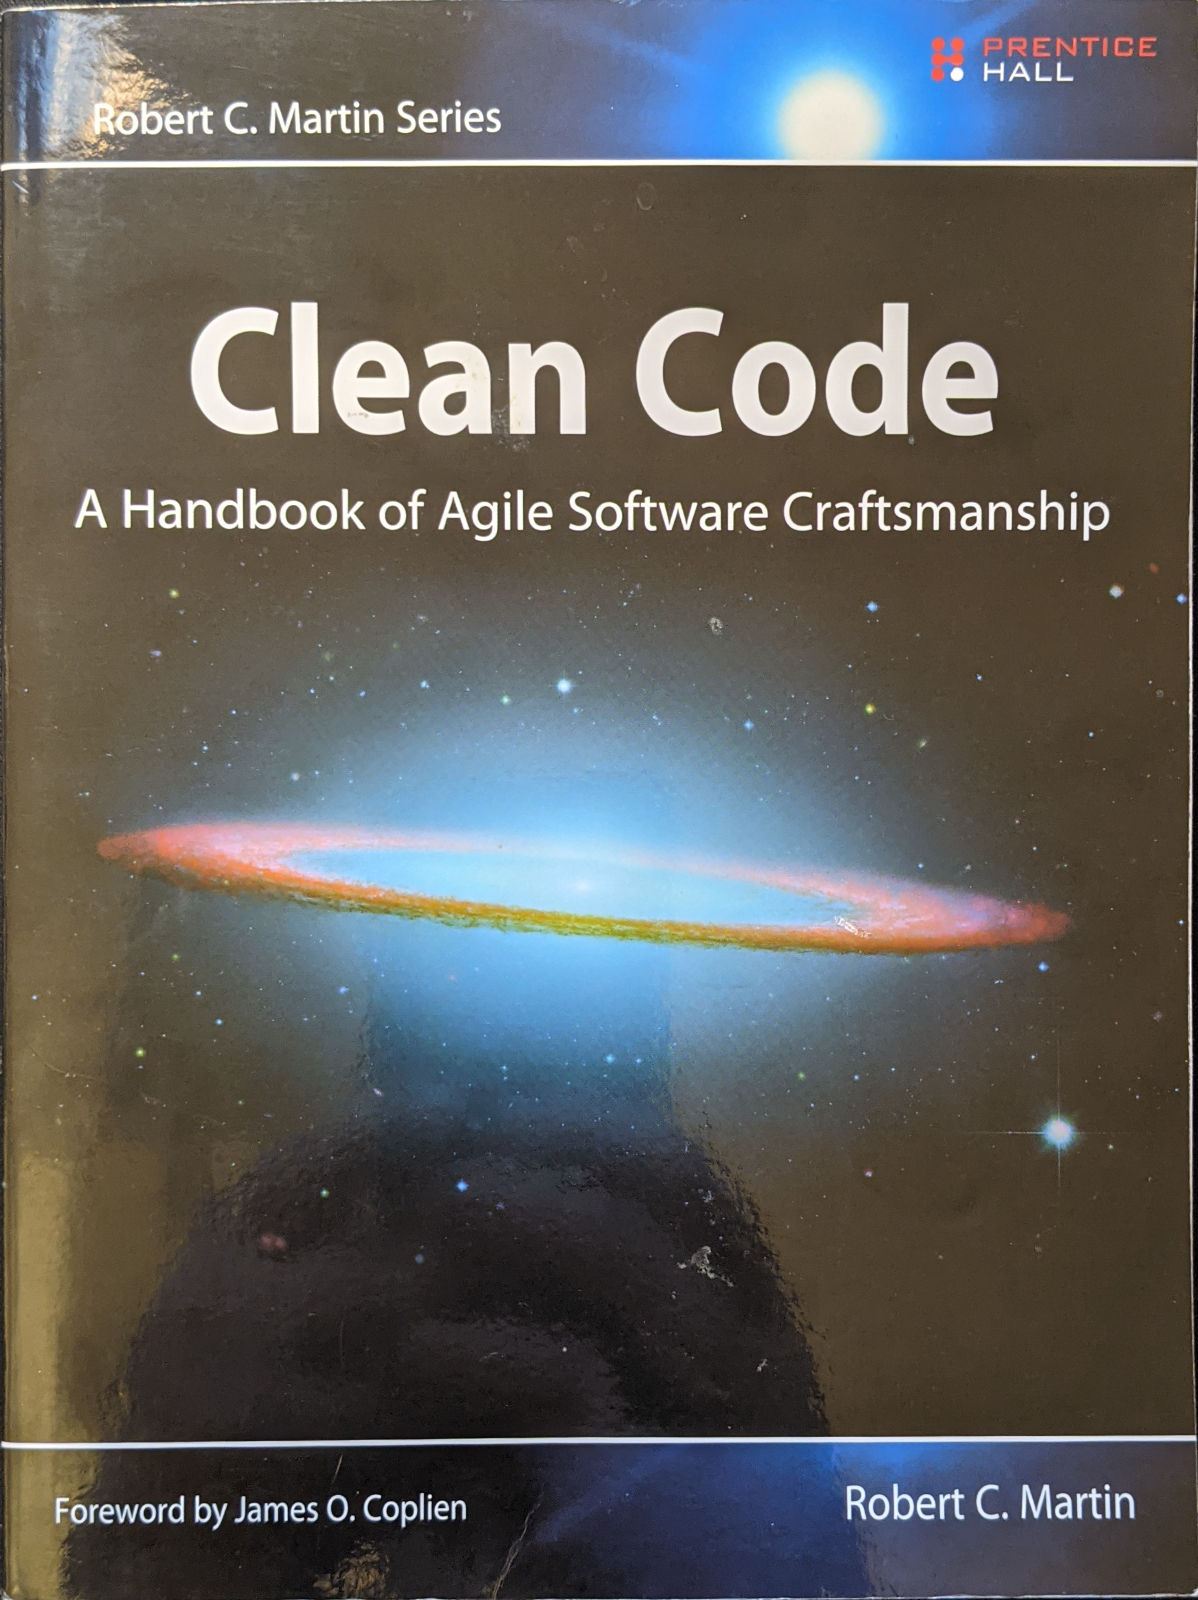 PRENTICE
HALL
Robert C. Martin Series
Clean Code
A Handbook of Agile Software Craftsmanship
Foreword by James O. Coplien
Robert C. Martin